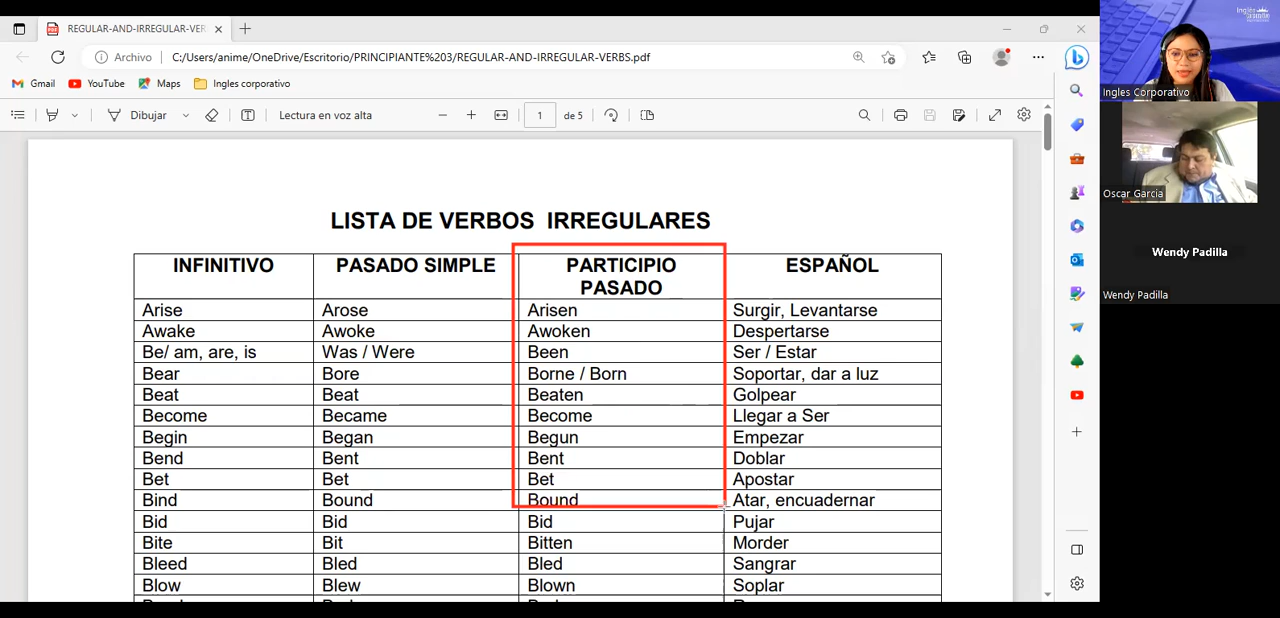 REGULAR-AND-IRREGULAR-VER
Archivo C:/Users/anime/OneDrive/Escritorio/PRINCIPIANTE%203/REGULAR-AND-IRREGULAR-VERBS.pdf
Gmail YouTube Maps Ingles corporativo
Dibujar Lectura en voz alta 1 de 5
LISTA DE VERBOS IRREGULARES
INFINITIVO PASADO SIMPLE PARTICIPIO PASADO ESPAÑOL
Arise Arose Arisen Surgir, Levantarse
Awake Awoke Awoken Despertarse
Be/ am, are, is Was / Were Been Ser / Estar
Bear Bore Borne / Born Soportar, dar a luz
Beat Beat Beaten Golpear
Become Became Become Llegar a Ser
Begin Began Begun Empezar
Bend Bent Bent Doblar
Bet Bet Bet Apostar
Bind Bound Bound Atar, encuadernar
Bid Bid Bid Pujar
Bite Bit Bitten Morder
Bleed Bled Bled Sangrar
Blow Blew Blown Soplar
Inglés
Ingles Corporativo
Oscar Garcia
Wendy Padilla
Wendy Padilla